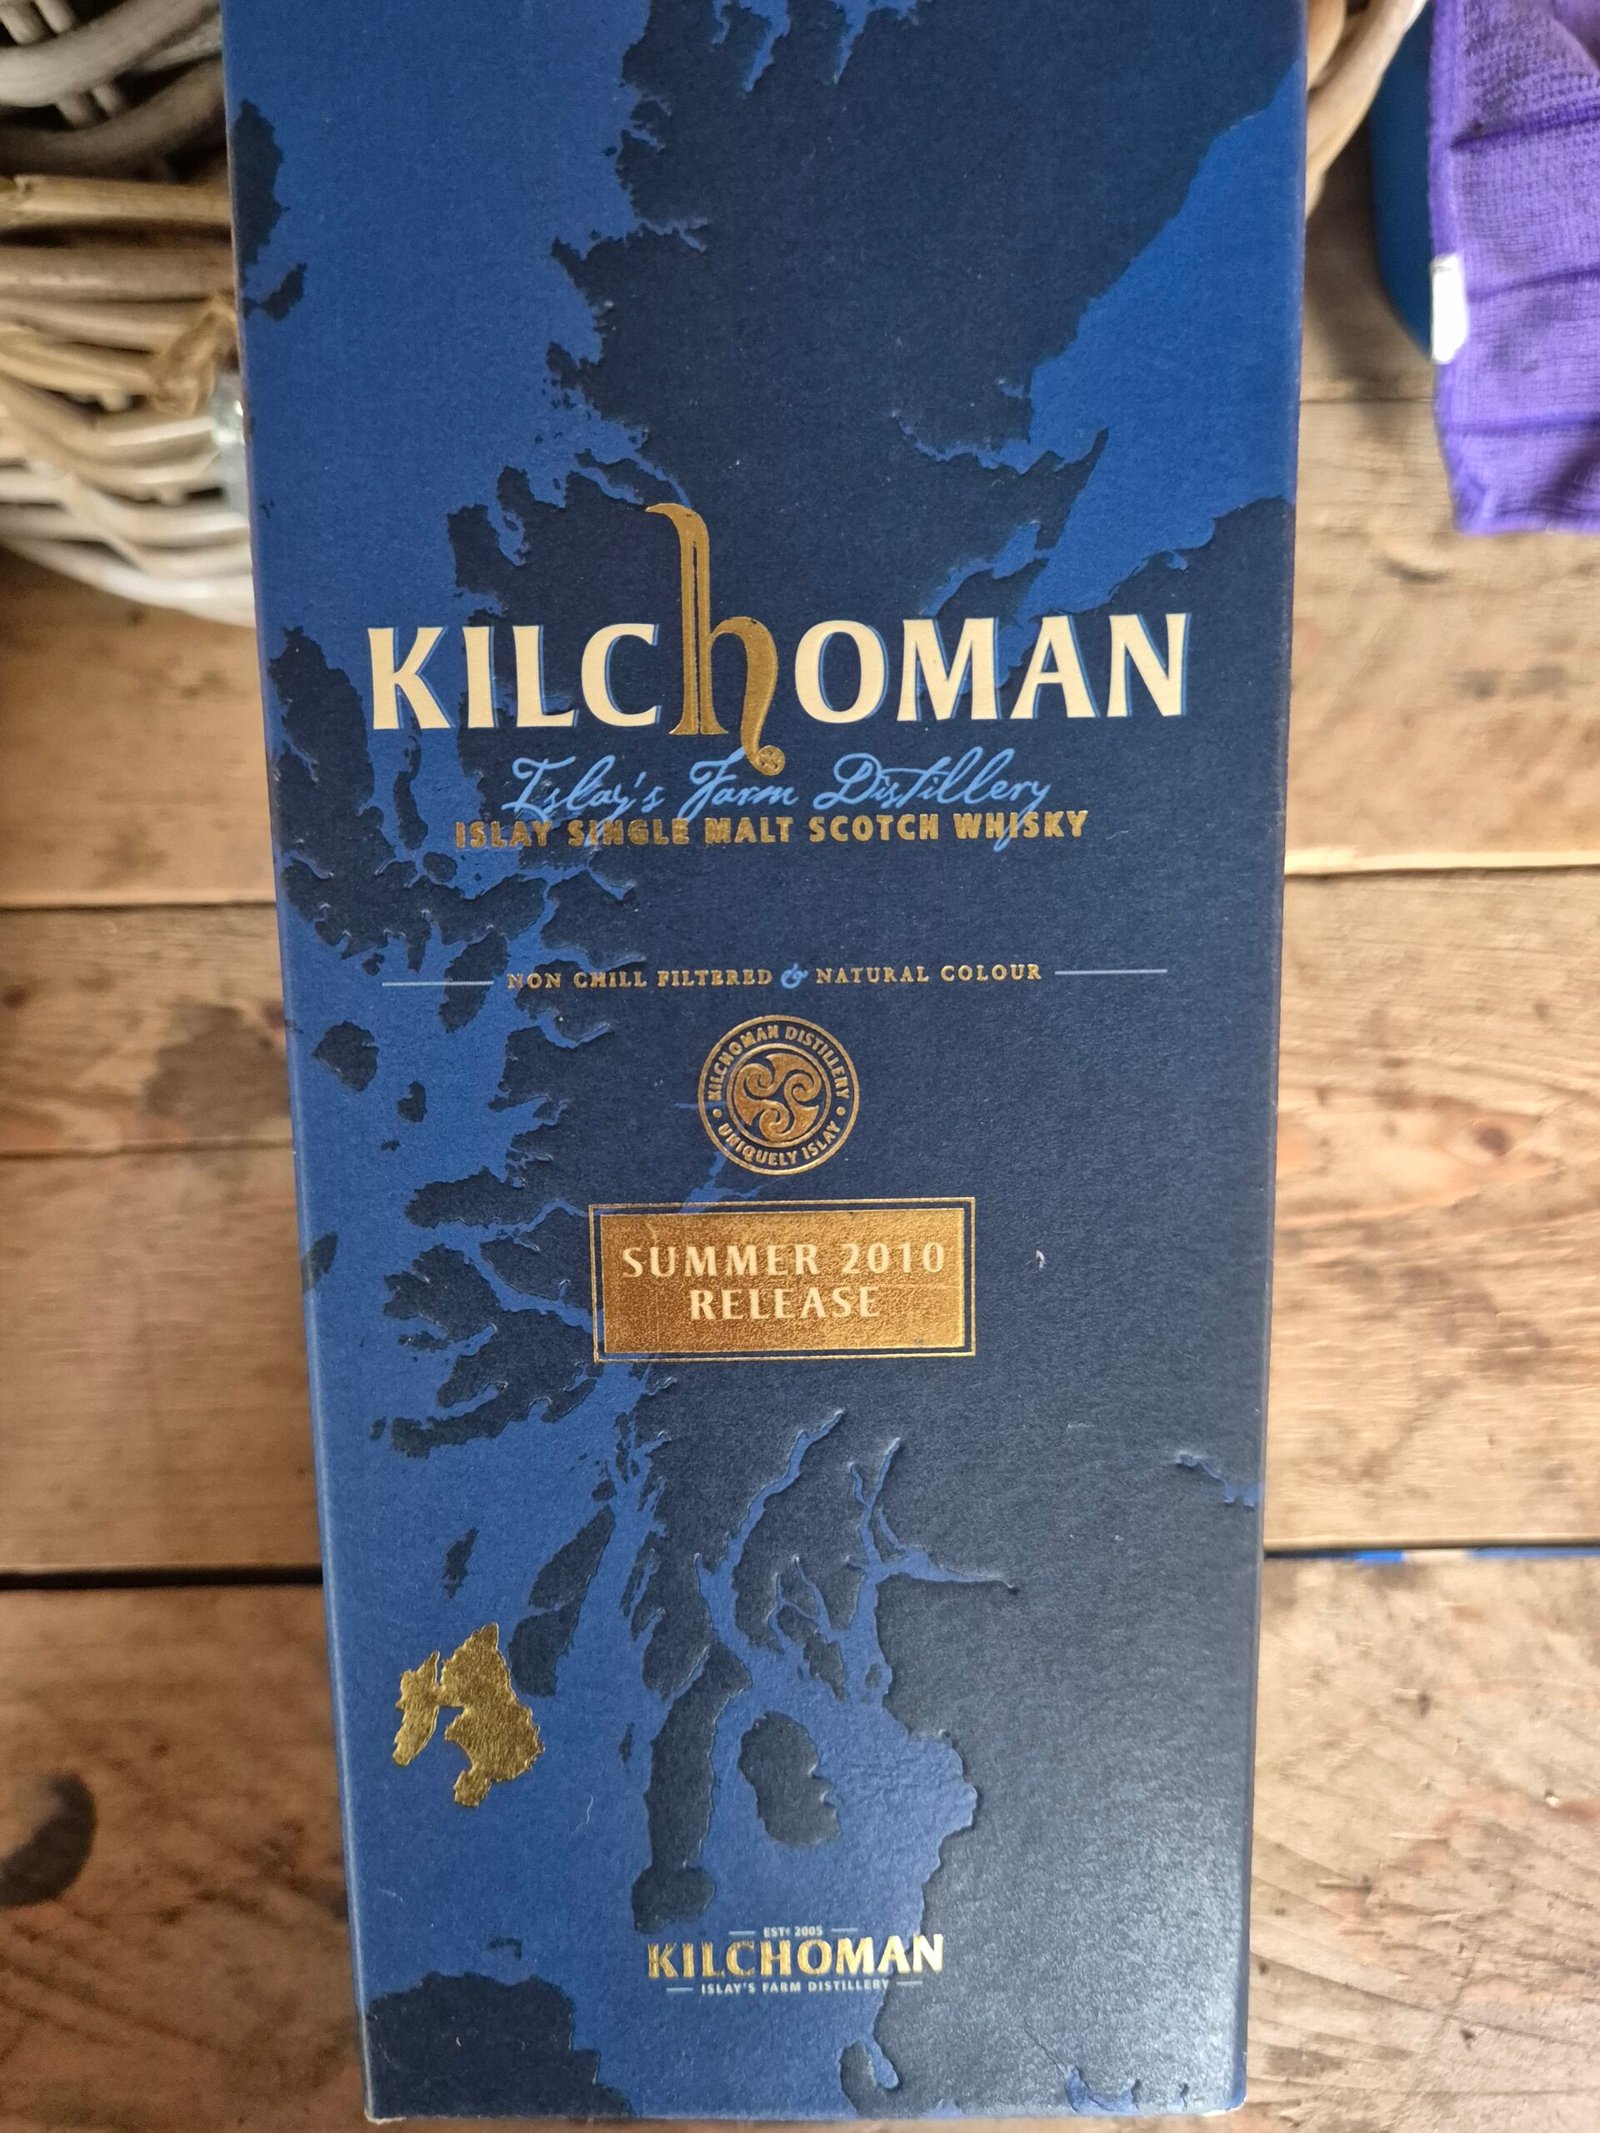 KILCHOMAN
Islay's Farm Distillery
ISLAY SINGLE MALT SCOTCH WHISKY
NON CHILL FILTERED & NATURAL COLOUR
KILCHOMAN DISTILLERY
• UNIQUELY ISLAY •
SUMMER 2010
RELEASE
ESTD 2005
KILCHOMAN
ISLAY'S FARM DISTILLERY